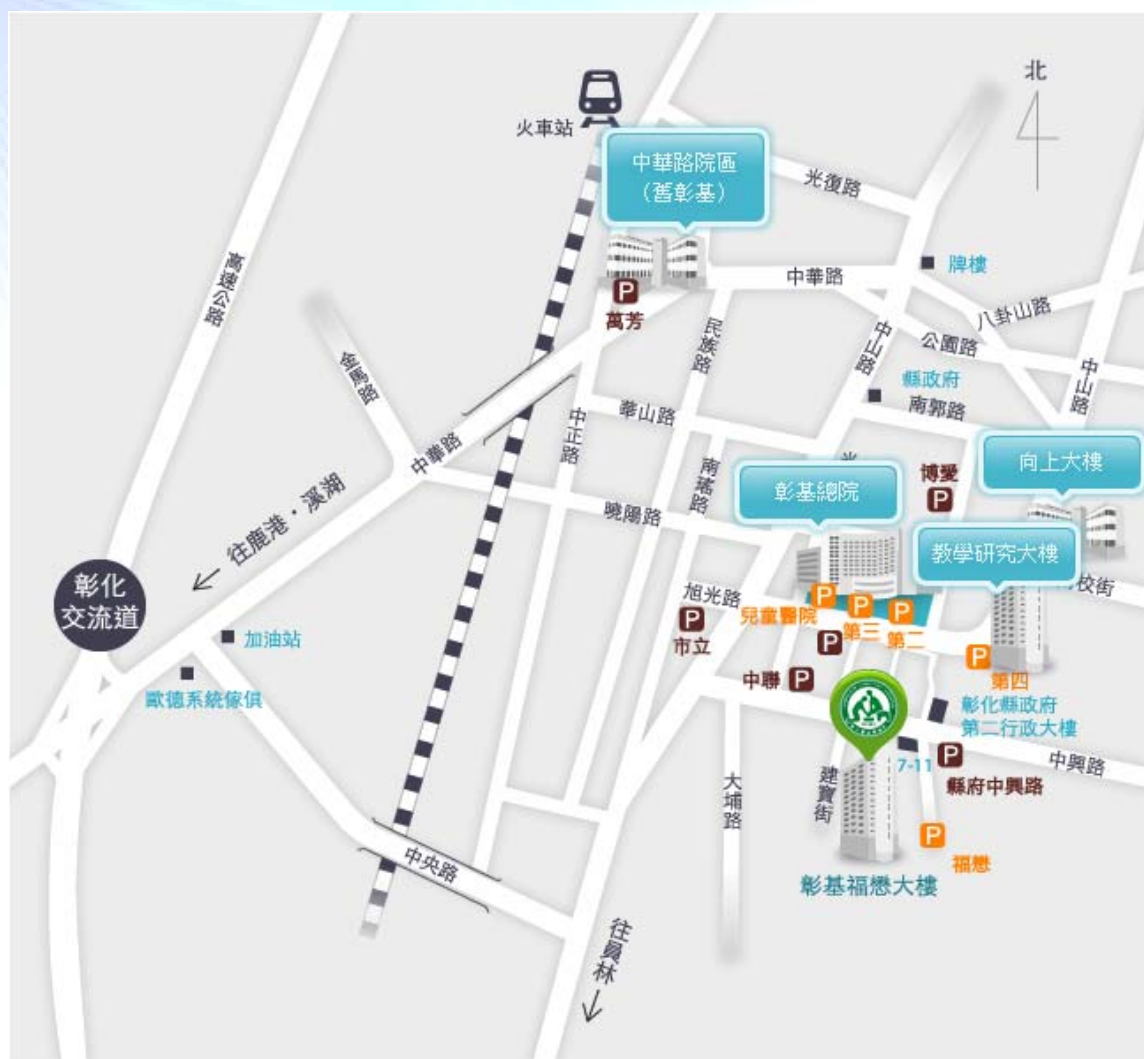 北
火車站
中華路院區
（舊彰基）
光復路
高速公路
中華路
牌樓
八卦山路
萬芳
民族路
中山路
公園路
金馬路
縣政府
中山路
南郭路
華山路
中正路
中華路
南瑤路
光
博愛
向上大樓
彰基總院
往鹿港・溪湖
曉陽路
教學研究大樓
彰化
交流道
校街
旭光路
兒童醫院
第三
第二
市立
加油站
中聯
第四
歐德系統傢俱
彰化縣政府
第二行政大樓
7-11
中興路
縣府中興路
大埔路
建寶街
福懋
中央路
彰基福懋大樓
往員林
P
P
P
P
P
P
P
P
P
P
P